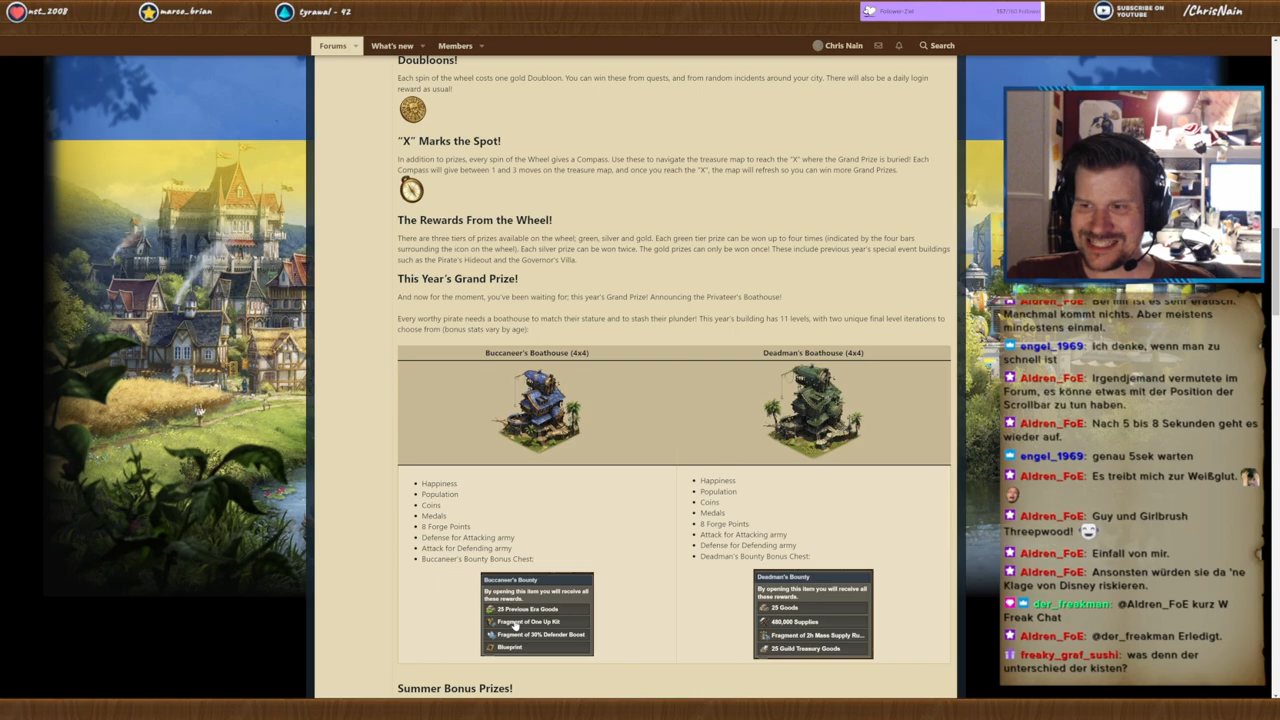 nst_2008
marco_brian
tyrawal - 42
Follower-Ziel
157/160 Follower
SUBSCRIBE ON
YOUTUBE
/ChrisNain
Forums
What's new
Members
Chris Nain
Search
Doubloons!
Each spin of the wheel costs one gold Doubloon. You can win these from quests, and from random incidents around your city. There will also be a daily login
reward as usual!
“X” Marks the Spot!
In addition to prizes, every spin of the Wheel gives a Compass. Use these to navigate the treasure map to reach the "X" where the Grand Prize is buried! Each
Compass will give between 1 and 3 moves on the treasure map, and once you reach the "X", the map will refresh so you can win more Grand Prizes.
The Rewards From the Wheel!
There are three tiers of prizes available on the wheel; green, silver and gold. Each green tier prize can be won up to four times (indicated by the four bars
surrounding the icon on the wheel). Each silver prize can be won twice. The gold prizes can only be won once! These include previous year's special event buildings
such as the Pirate's Hideout and the Governor's Villa.
This Year's Grand Prize!
And now for the moment, you've been waiting for; this year's Grand Prize! Announcing the Privateer's Boathouse!
Every worthy pirate needs a boathouse to match their stature and to stash their plunder! This year's building has 11 levels, with two unique final level iterations to
choose from (bonus stats vary by age):
Buccaneer's Boathouse (4x4)
Deadman's Boathouse (4x4)
• Happiness
• Population
• Coins
• Medals
• 8 Forge Points
• Defense for Attacking army
• Attack for Defending army
• Buccaneer's Bounty Bonus Chest:
Buccaneer's Bounty
By opening this item you will receive all
these rewards.
25 Previous Era Goods
Fragment of One Up Kit
Fragment of 30% Defender Boost
Blueprint
• Happiness
• Population
• Coins
• Medals
• 8 Forge Points
• Attack for Attacking army
• Defense for Defending army
• Deadman's Bounty Bonus Chest:
Deadman's Bounty
By opening this item you will receive all
these rewards.
25 Goods
480,000 Supplies
Fragment of 2h Mass Supply Ru...
25 Guild Treasury Goods
Summer Bonus Prizes!
Aldren_FoE: Bei mir ist es sehr erratisch.
Manchmal kommt nichts. Aber meistens
mindestens einmal.
engel_1969: Ich denke, wenn man zu
schnell ist
Aldren_FoE: Irgendjemand vermutete im
Forum, es könne etwas mit der Position der
Scrollbar zu tun haben.
Aldren_FoE: Nach 5 bis 8 Sekunden geht es
wieder auf.
engel_1969: genau 5sek warten
Aldren_FoE: Es treibt mich zur Weißglut.
Aldren_FoE: Guy und Girlbrush
Threepwood!
Aldren_FoE: Einfall von mir.
Aldren_FoE: Ansonsten würden sie da 'ne
Klage von Disney riskieren.
der_freakman: @Aldren_FoE kurz W
Freak Chat
Aldren_FoE: @der_freakman Erledigt.
freaky_graf_sushi: was denn der
unterschied der kisten?